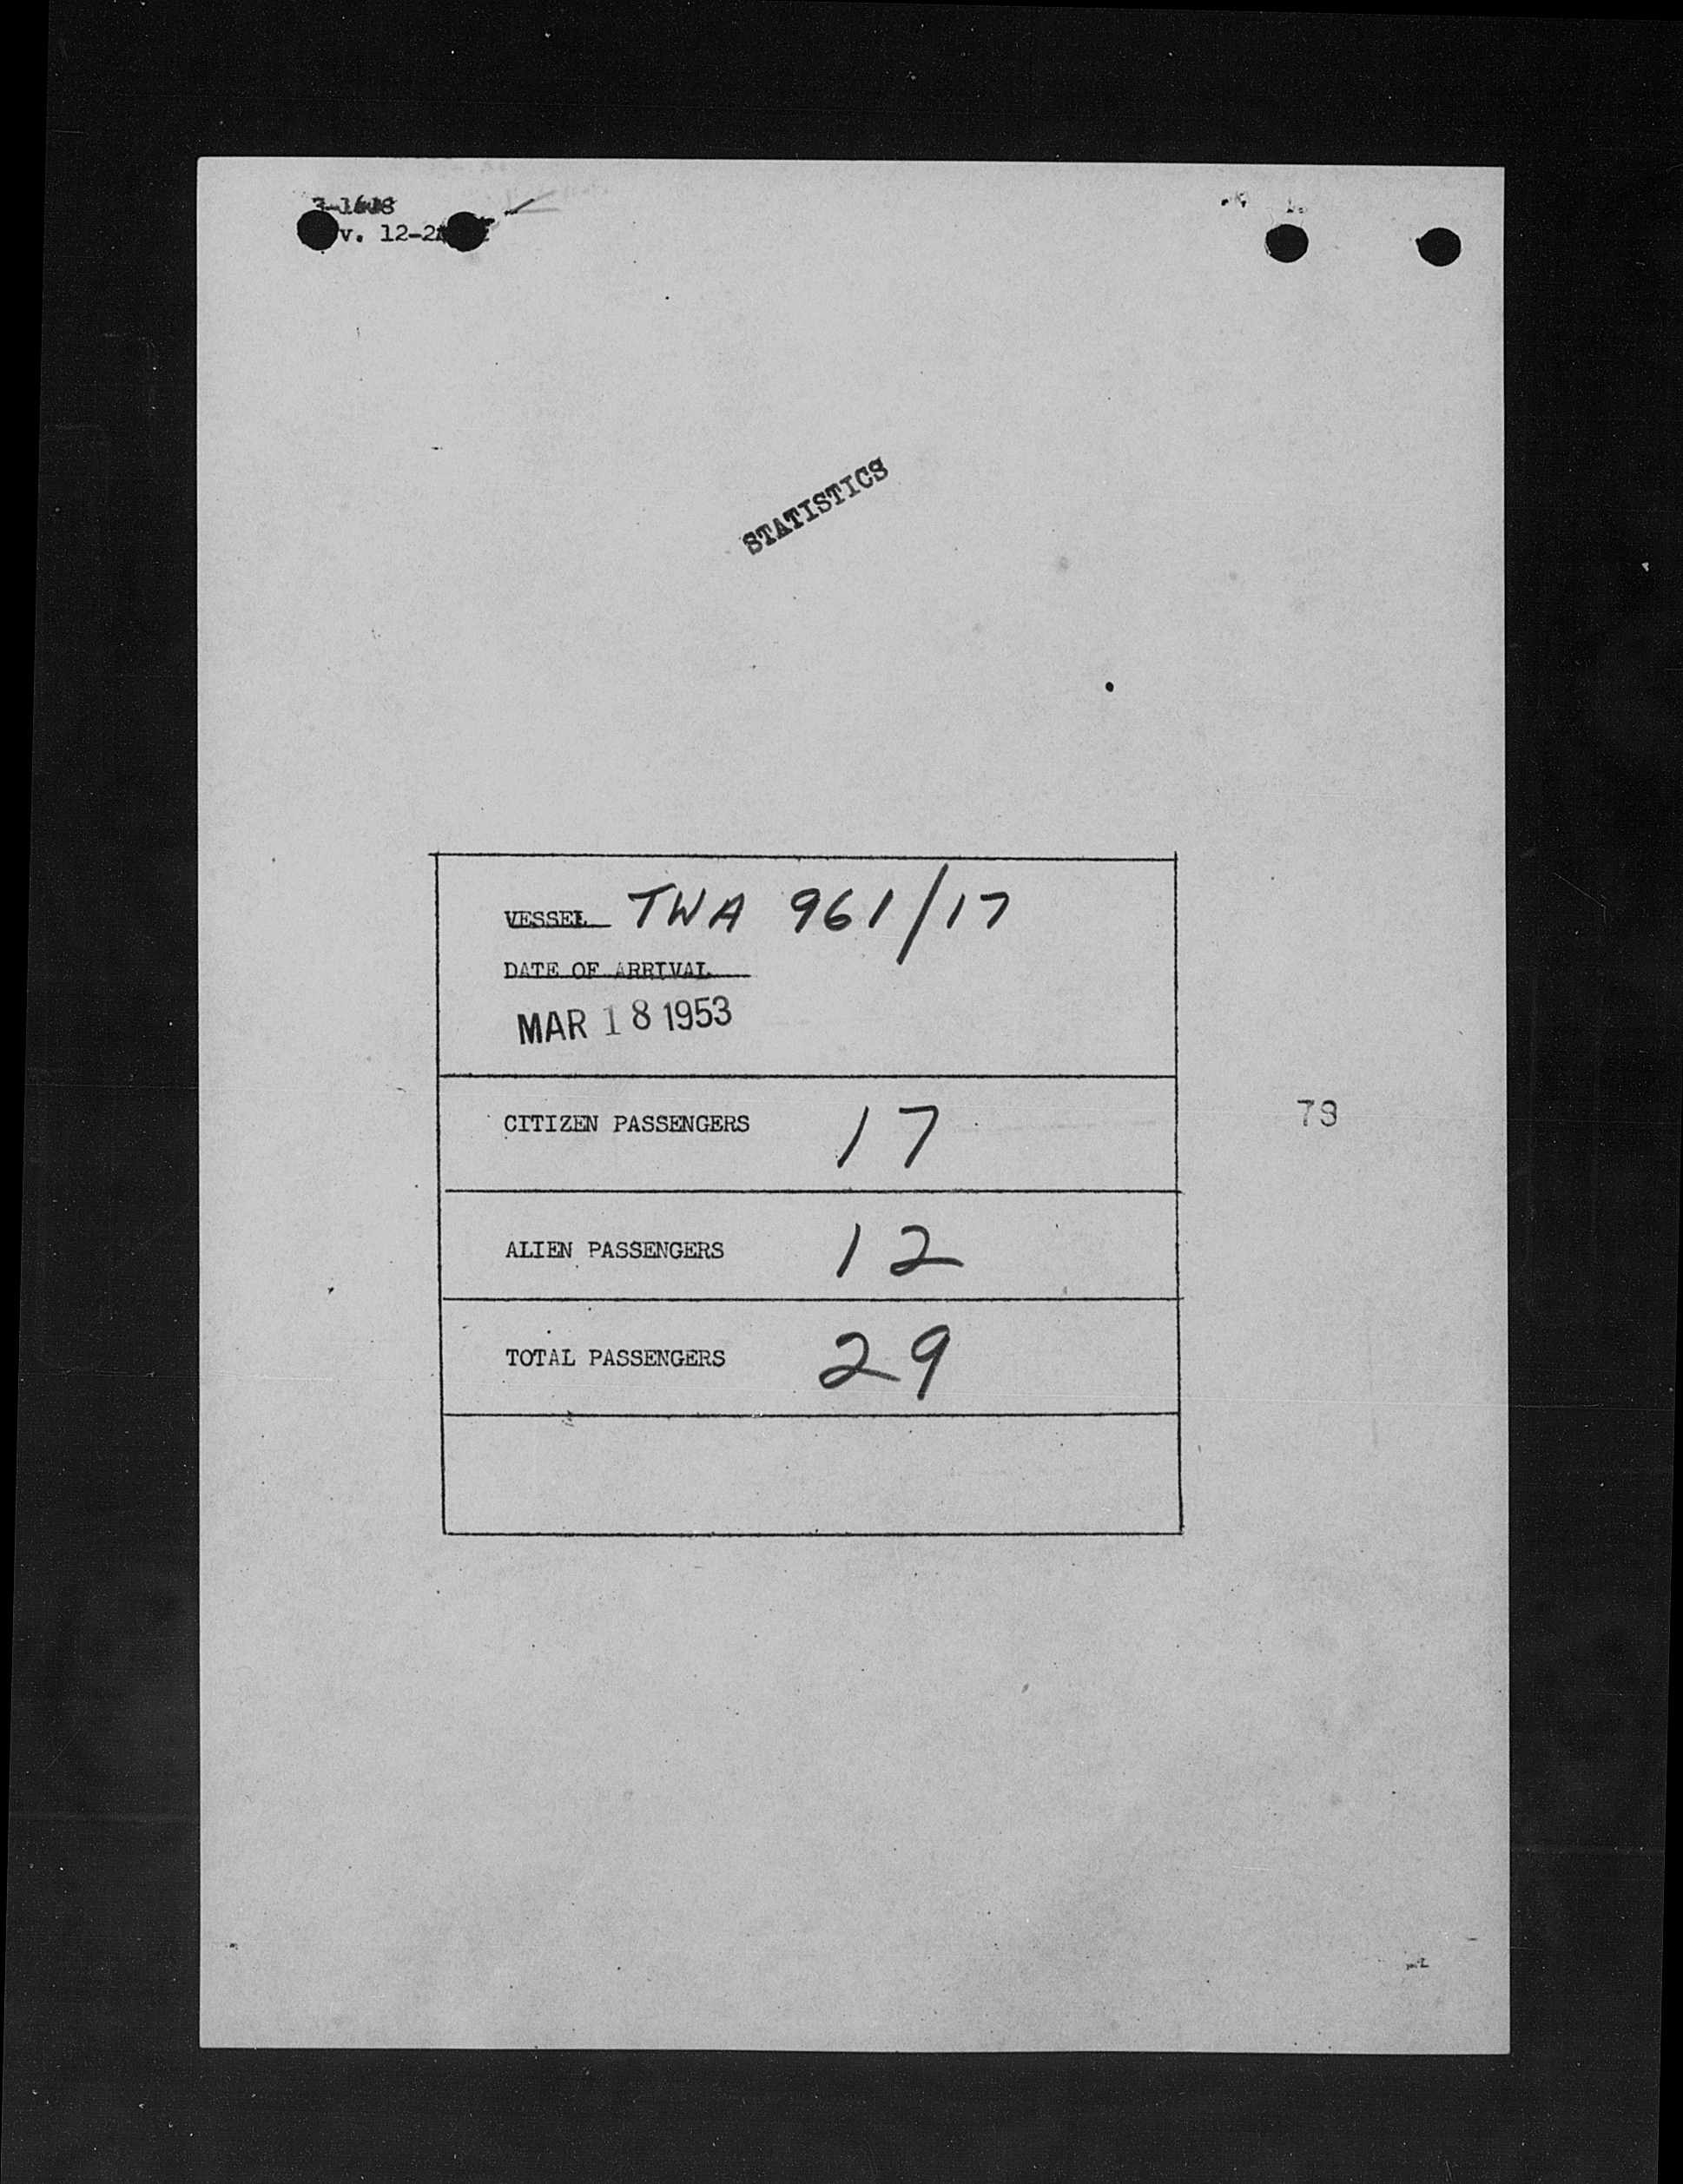 v. 12-2
STATISTICS
VESSEL TWA 961/17
DATE OF ARRIVAL
MAR 18 1953
CITIZEN PASSENGERS 17
ALIEN PASSENGERS 12
TOTAL PASSENGERS 29